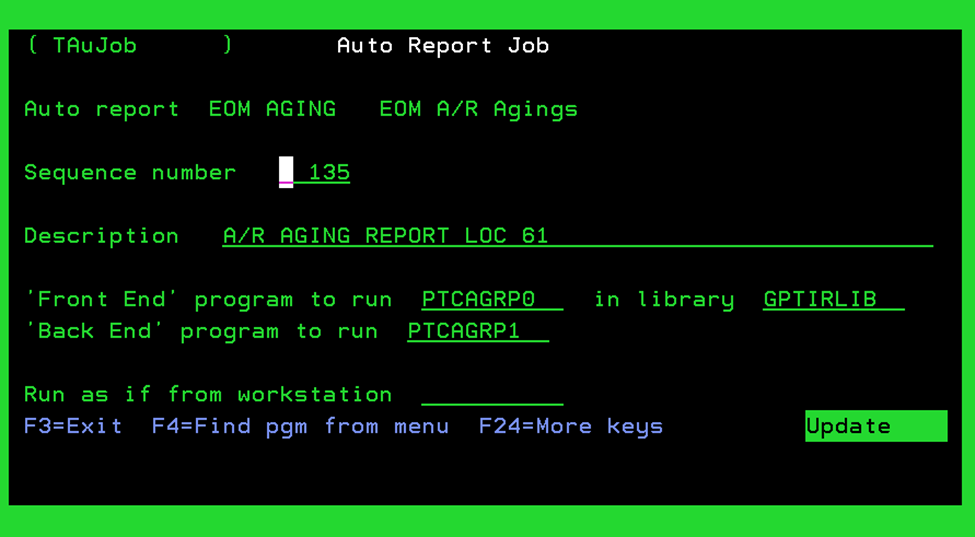 ( TAuJob ) Auto Report Job
Auto report EOM AGING EOM A/R Agings
Sequence number 135
Description A/R AGING REPORT LOC 61
'Front End' program to run PTCAGRP0 in library GPTIRLIB
'Back End' program to run PTCAGRP1
Run as if from workstation
F3=Exit F4=Find pgm from menu F24=More keys Update